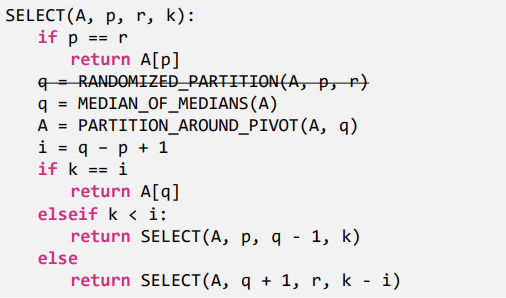 SELECT(A, p, r, k):
if p == r
return A[p]
q = RANDOMIZED_PARTITION(A, p, r)
q = MEDIAN_OF_MEDIANS(A)
A = PARTITION_AROUND_PIVOT(A, q)
i = q - p + 1
if k == i
return A[q]
elseif k < i:
return SELECT(A, p, q - 1, k)
else
return SELECT(A, q + 1, r, k - i)